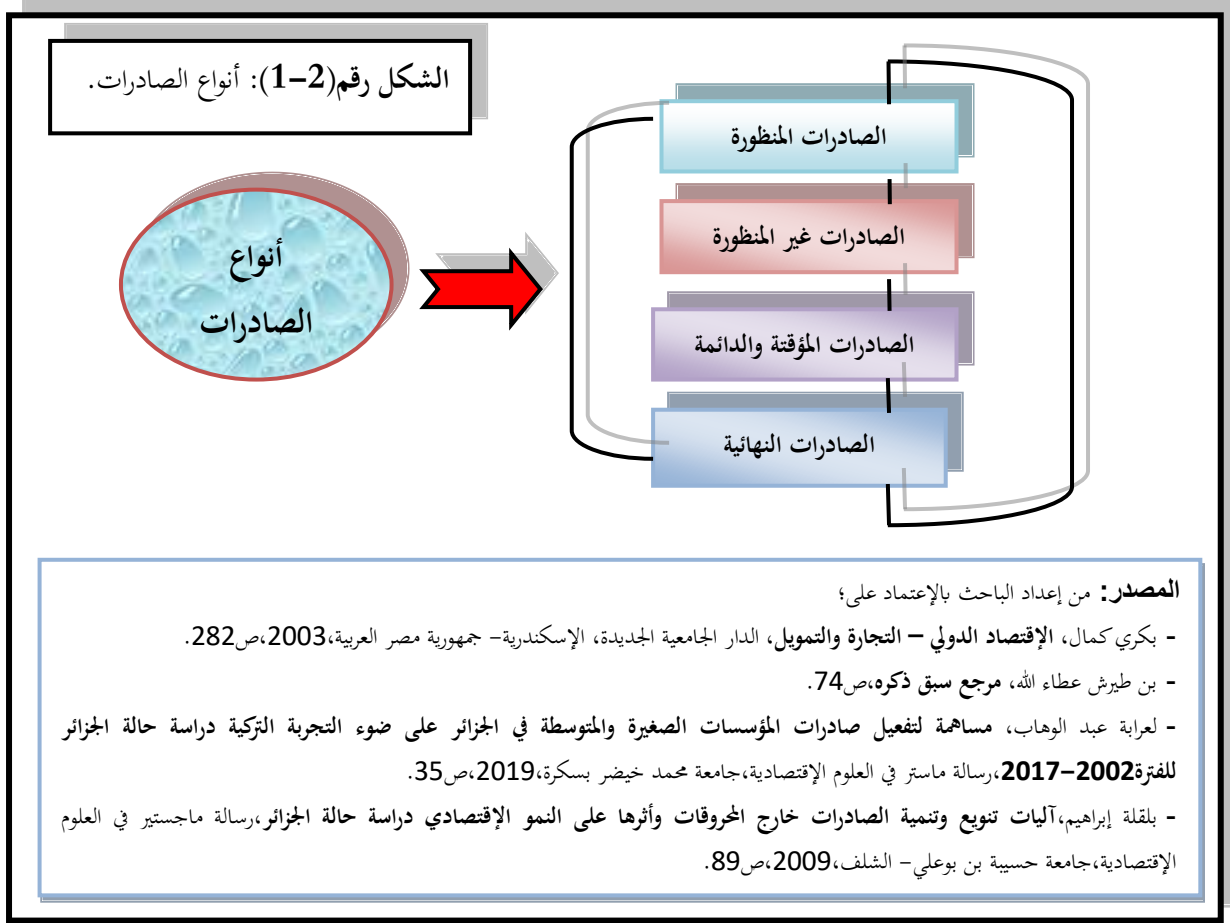 الشكل رقم(2–1): أنواع الصادرات.
أنواع
الصادرات
الصادرات المنظورة
الصادرات غير المنظورة
الصادرات المؤقتة والدائمة
الصادرات النهائية
المصدر: من إعداد الباحث بالإعتماد على؛
- بكري كمال، الإقتصاد الدولي – التجارة والتمويل، الدار الجامعية الجديدة، الإسكندرية- جمهورية مصر العربية،2003،ص282.
- بن طيرش عطاء الله، مرجع سبق ذكره،ص74.
- لعرابة عبد الوهاب، مساهمة لتفعيل صادرات المؤسسات الصغيرة والمتوسطة في الجزائر على ضوء التجربة التركية دراسة حالة الجزائر
للفترة2002–2017،رسالة ماستر في العلوم الإقتصادية،جامعة محمد خيضر بسكرة،2019،ص35.
- بلقلة إبراهيم،آليات تنويع وتنمية الصادرات خارج المحروقات وأثرها على النمو الإقتصادي دراسة حالة الجزائر،رسالة ماجستير في العلوم
الإقتصادية،جامعة حسيبة بن بوعلي- الشلف،2009،ص89.